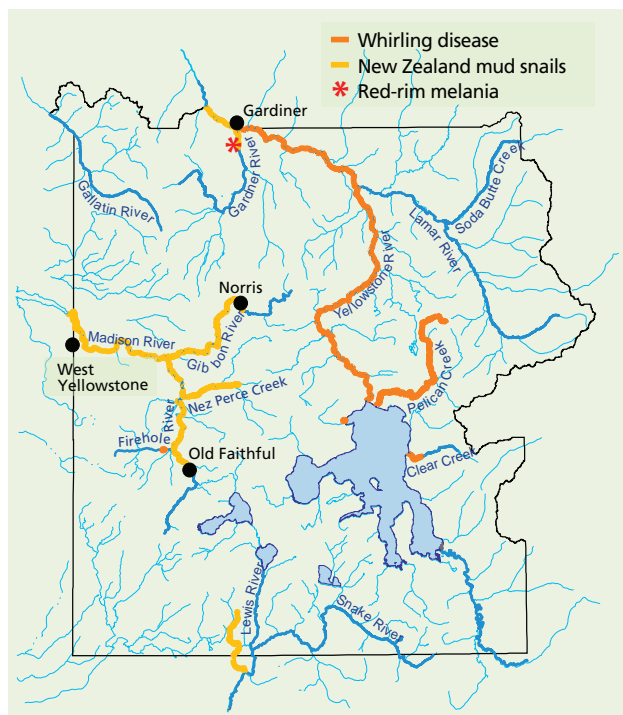 Whirling disease
New Zealand mud snails
Red-rim melania
Gardiner
Gallatin River
Gardner River
Soda Butte Creek
Lamar River
Yellowstone River
Norris
Madison River
Gibbon River
West
Yellowstone
Nez Perce Creek
Pelican Creek
Firehole
River
Old Faithful
Clear Creek
Lewis River
Snake River